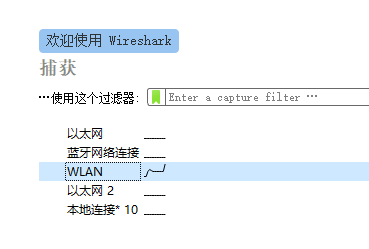 欢迎使用 Wireshark
捕获
…使用这个过滤器: Enter a capture filter …
以太网
蓝牙网络连接
WLAN
以太网 2
本地连接* 10